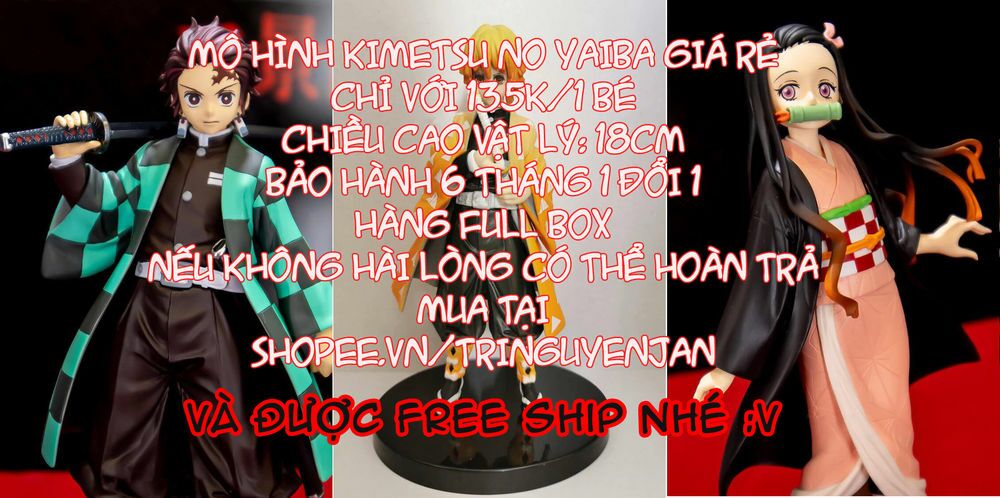 MÔ HÌNH KIMETSU NO YAIBA GIÁ RẺ
CHỈ VỚI 135K/1 BÉ
CHIỀU CAO VẬT LÝ: 18CM
BẢO HÀNH 6 THÁNG 1 ĐỔI 1
HÀNG FULL BOX
NẾU KHÔNG HÀI LÒNG CÓ THỂ HOÀN TRẢ
MUA TẠI
SHOPEE.VN/TRINGUYENJAN
VÀ ĐƯỢC FREE SHIP NHÉ :V